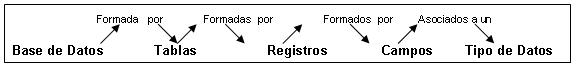 Formada por Formadas por Formados por Asociados a un
Base de Datos Tablas Registros Campos Tipo de Datos